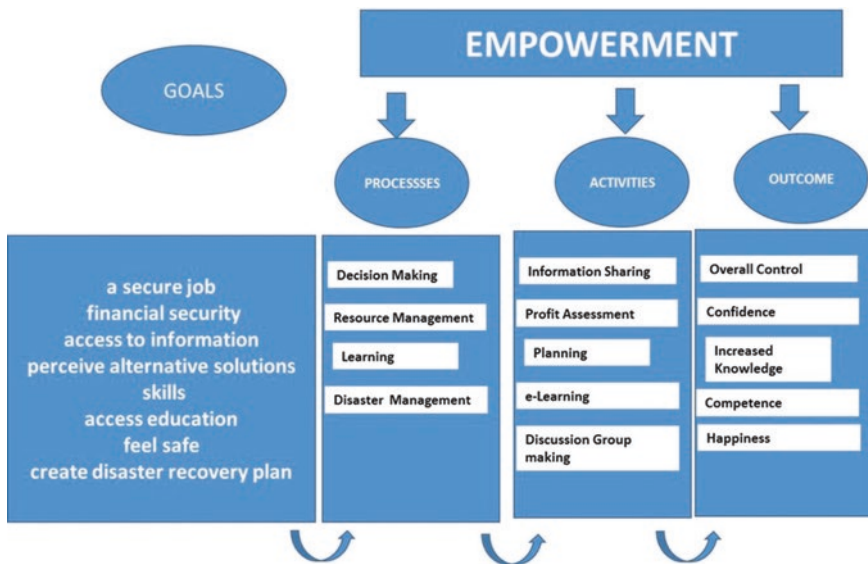 EMPOWERMENT
GOALS
PROCESSSES
ACTIVITIES
OUTCOME
a secure job
financial security
access to information
perceive alternative solutions
skills
access education
feel safe
create disaster recovery plan
Decision Making
Resource Management
Learning
Disaster Management
Information Sharing
Profit Assessment
Planning
e-Learning
Discussion Group
making
Overall Control
Confidence
Increased
Knowledge
Competence
Happiness